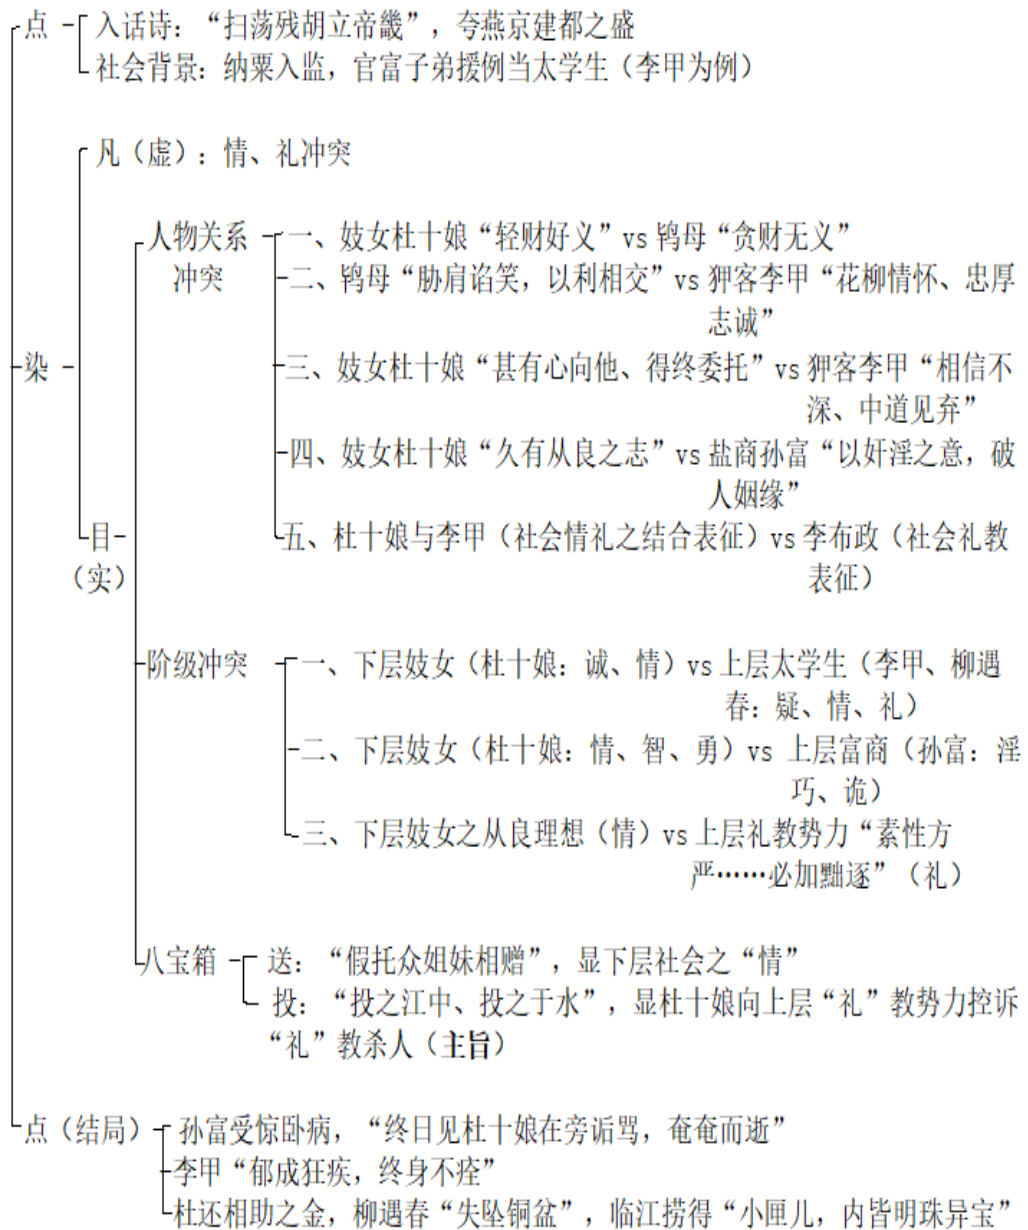 点 入话诗：“扫荡残胡立帝畿”，夸燕京建都之盛
社会背景：纳粟入监，官富子弟援例当太学生（李甲为例）
凡（虚）：情、礼冲突
人物关系 一、妓女杜十娘“轻财好义”vs 鸨母“贪财无义”
冲突 二、鸨母“胁肩谄笑，以利相交”vs 狎客李甲“花柳情怀、忠厚
志诚”
染 三、妓女杜十娘“甚有心向他、得终委托”vs 狎客李甲“相信不
深、中道见弃”
四、妓女杜十娘“久有从良之志”vs 盐商孙富“以奸淫之意，破
人姻缘”
目 五、杜十娘与李甲（社会情礼之结合表征）vs 李布政（社会礼教
（实） 表征）
阶级冲突 一、下层妓女（杜十娘：诚、情）vs 上层太学生（李甲、柳遇
春：疑、情、礼）
二、下层妓女（杜十娘：情、智、勇）vs 上层富商（孙富：淫
巧、诡）
三、下层妓女之从良理想（情）vs 上层礼教势力“素性方
严……必加黜逐”（礼）
八宝箱 送：“假托众姐妹相赠”，显下层社会之“情”
投：“投之江中、投之于水”，显杜十娘向上层“礼”教势力控诉
“礼”教杀人（主旨）
点（结局） 孙富受惊卧病，“终日见杜十娘在旁诟骂，奄奄而逝”
李甲“郁成狂疾，终身不痊”
杜还相助之金，柳遇春“失坠铜盆”，临江捞得“小匣儿，内皆明珠异宝”